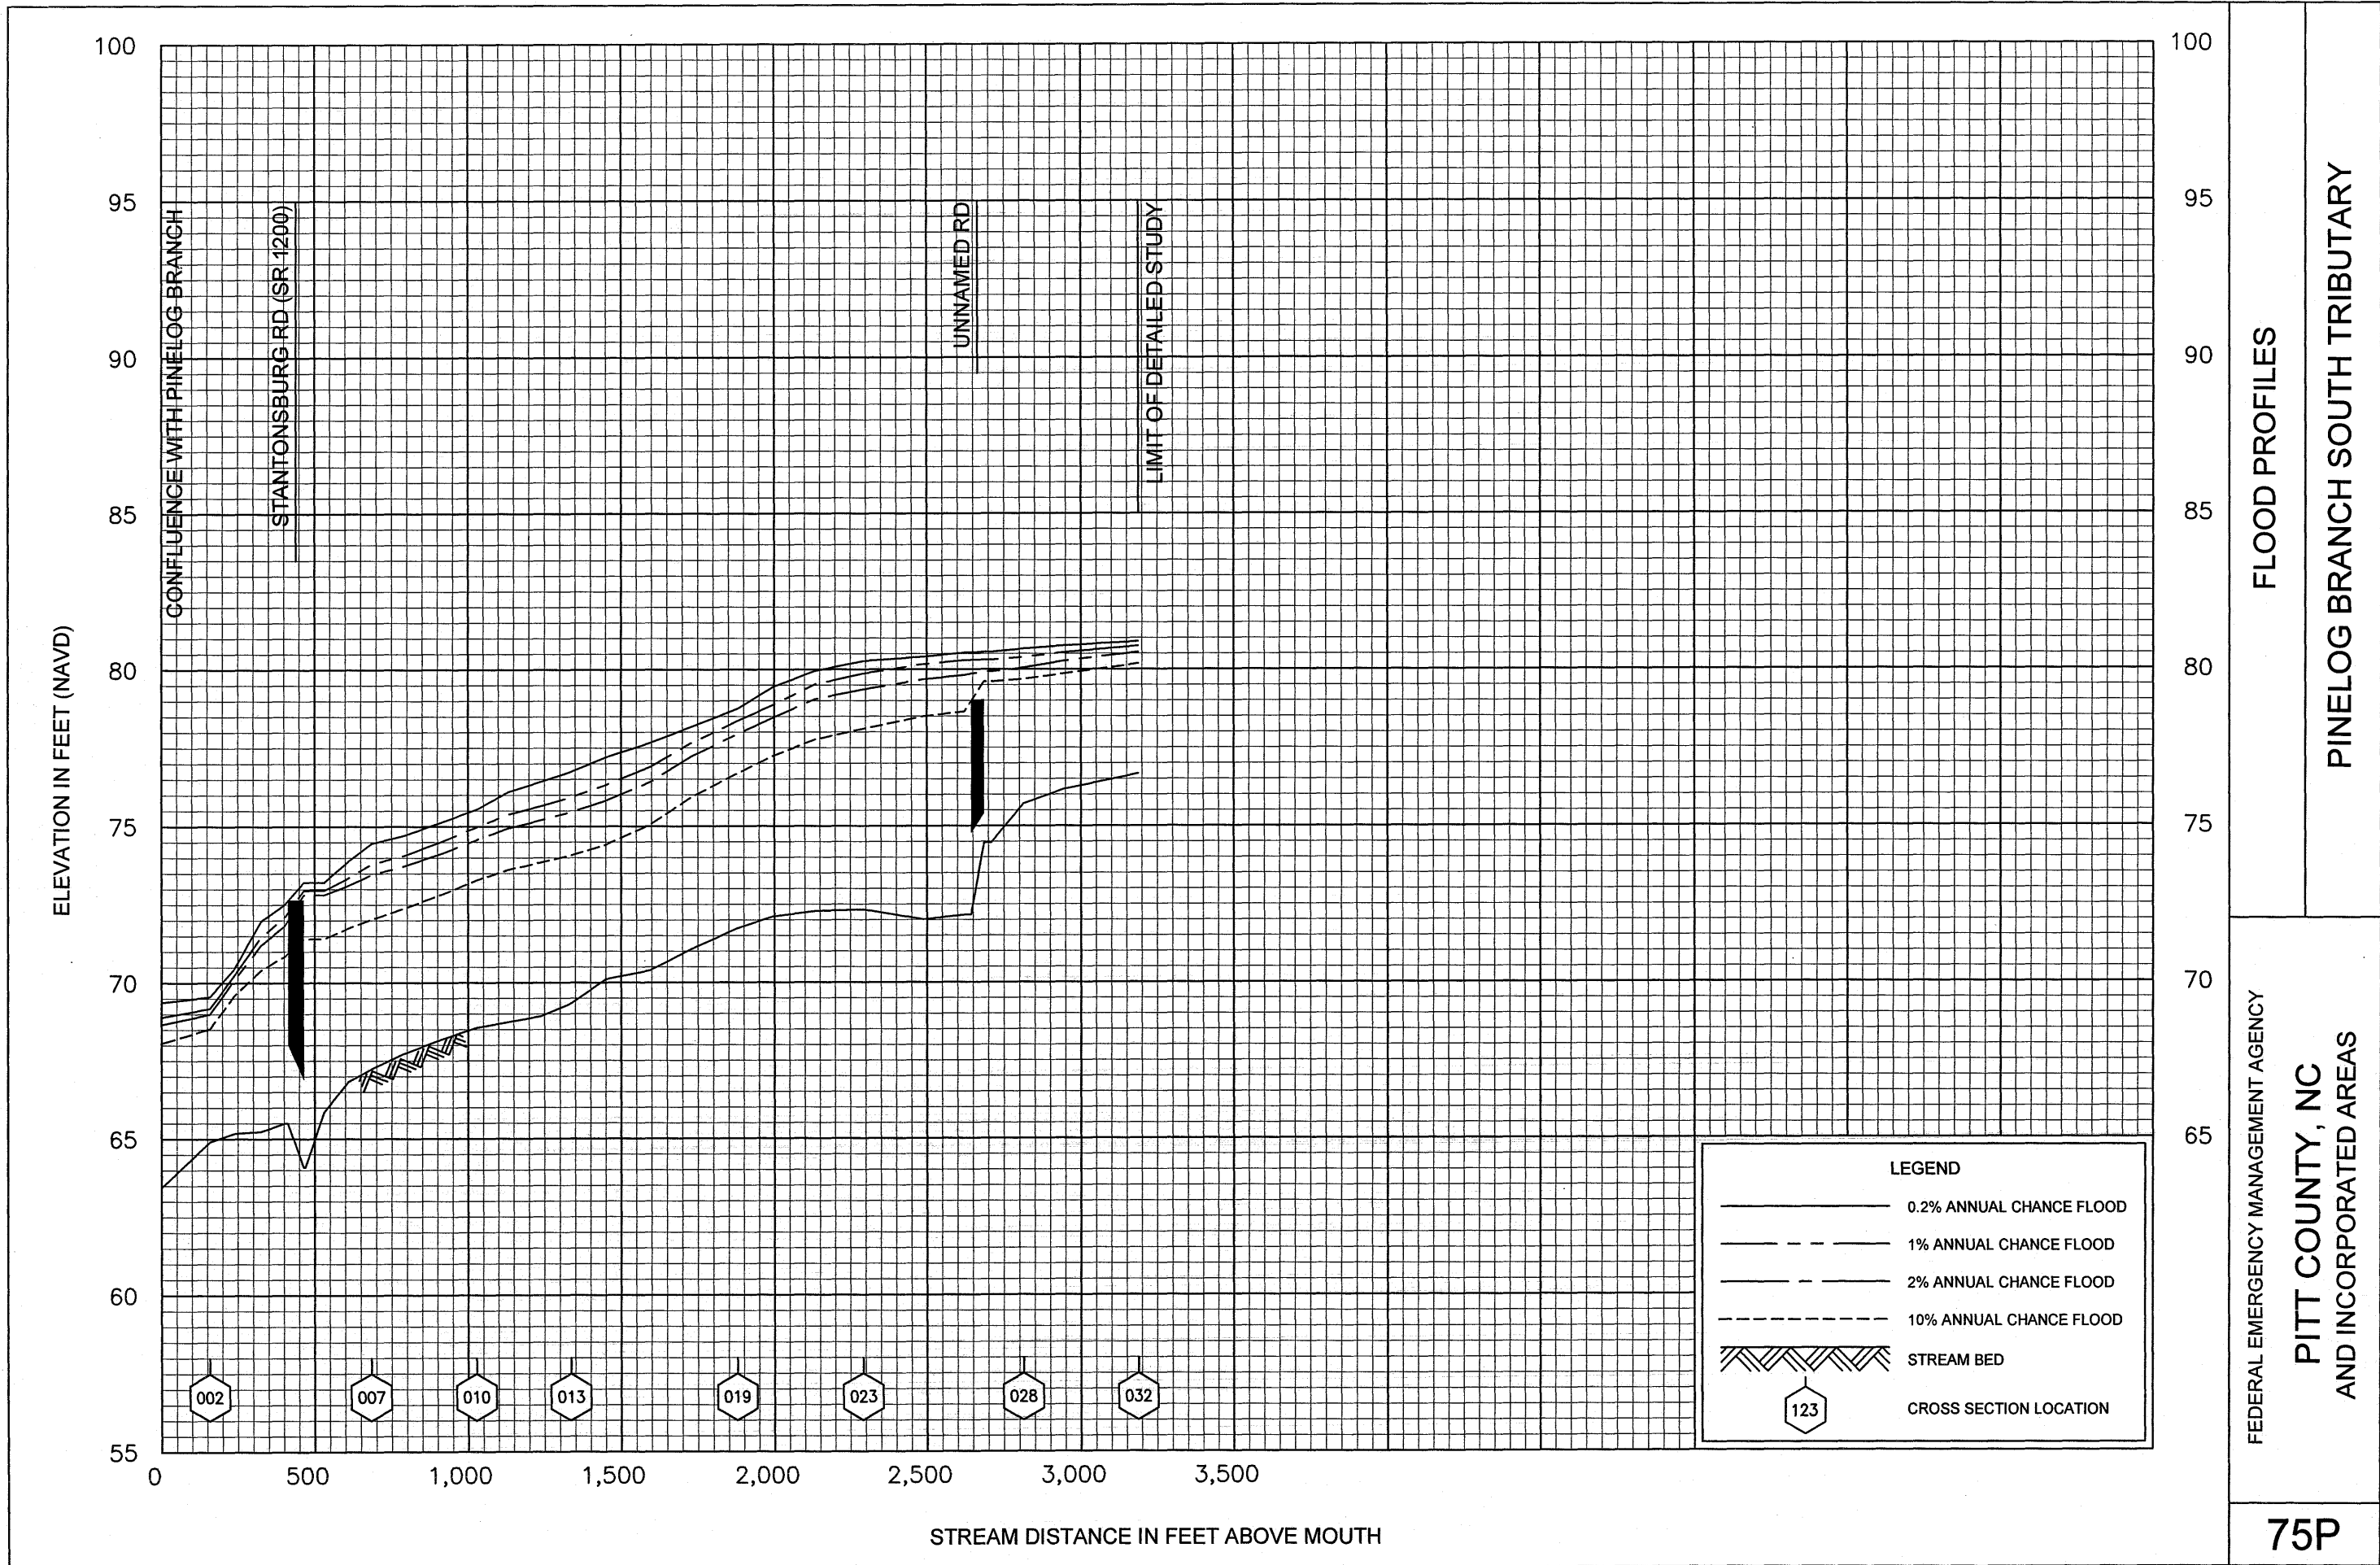 100
95
90
85
80
75
70
65
60
55
ELEVATION IN FEET (NAVD)
CONFLUENCE WITH PINELOG BRANCH
STANTONSBURG RD (SR 1200)
UNNAMED RD
LIMIT OF DETAILED STUDY
100
95
90
85
80
75
70
65
002
007
010
013
019
023
028
032
0
500
1,000
1,500
2,000
2,500
3,000
3,500
STREAM DISTANCE IN FEET ABOVE MOUTH
LEGEND
0.2% ANNUAL CHANCE FLOOD
1% ANNUAL CHANCE FLOOD
2% ANNUAL CHANCE FLOOD
10% ANNUAL CHANCE FLOOD
STREAM BED
123
CROSS SECTION LOCATION
FLOOD PROFILES
PINELOG BRANCH SOUTH TRIBUTARY
FEDERAL EMERGENCY MANAGEMENT AGENCY
PITT COUNTY, NC
AND INCORPORATED AREAS
75P